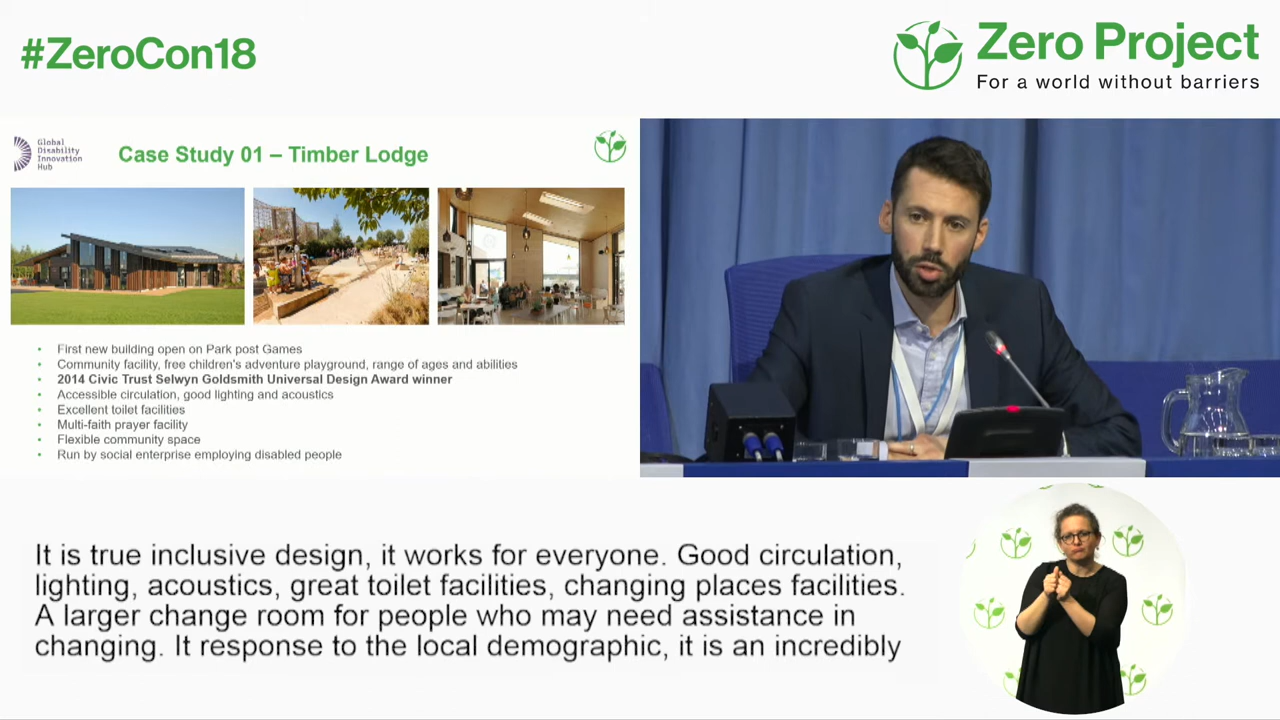 #ZeroCon18
Zero Project
For a world without barriers
Global
Disability
Innovation
Hub
Case Study 01 – Timber Lodge
• First new building open on Park post Games
• Community facility, free children's adventure playground, range of ages and abilities
• 2014 Civic Trust Selwyn Goldsmith Universal Design Award winner
• Accessible circulation, good lighting and acoustics
• Excellent toilet facilities
• Multi-faith prayer facility
• Flexible community space
• Run by social enterprise employing disabled people
It is true inclusive design, it works for everyone. Good circulation,
lighting, acoustics, great toilet facilities, changing places facilities.
A larger change room for people who may need assistance in
changing. It response to the local demographic, it is an incredibly